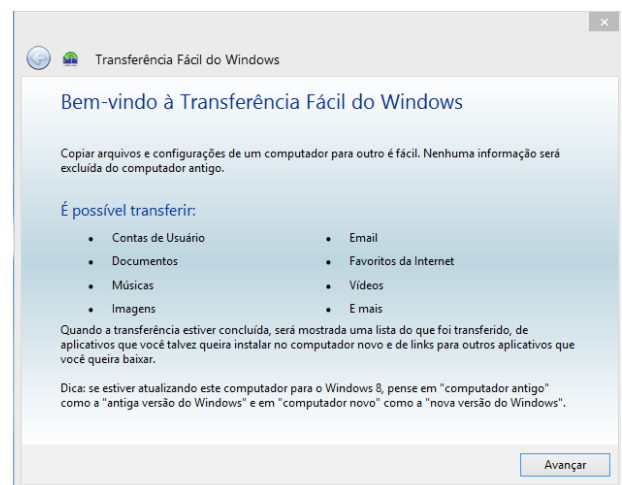 Transferência Fácil do Windows
Bem-vindo à Transferência Fácil do Windows
Copiar arquivos e configurações de um computador para outro é fácil. Nenhuma informação será
excluída do computador antigo.
É possível transferir:
• Contas de Usuário
• Documentos
• Músicas
• Imagens
• Email
• Favoritos da Internet
• Vídeos
• E mais
Quando a transferência estiver concluída, será mostrada uma lista do que foi transferido, de
aplicativos que você talvez queira instalar no computador novo e de links para outros aplicativos que
você queira baixar.
Dica: se estiver atualizando este computador para o Windows 8, pense em "computador antigo"
como a "antiga versão do Windows" e em "computador novo" como a "nova versão do Windows".
Avançar